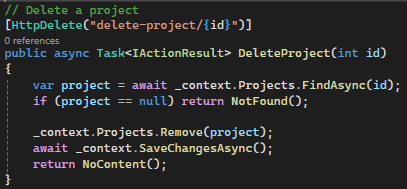 // Delete a project
[HttpDelete("delete-project/{id}")]
0 references
public async Task<IActionResult> DeleteProject(int id)
{
    var project = await _context.Projects.FindAsync(id);
    if (project == null) return NotFound();

    _context.Projects.Remove(project);
    await _context.SaveChangesAsync();
    return NoContent();
}